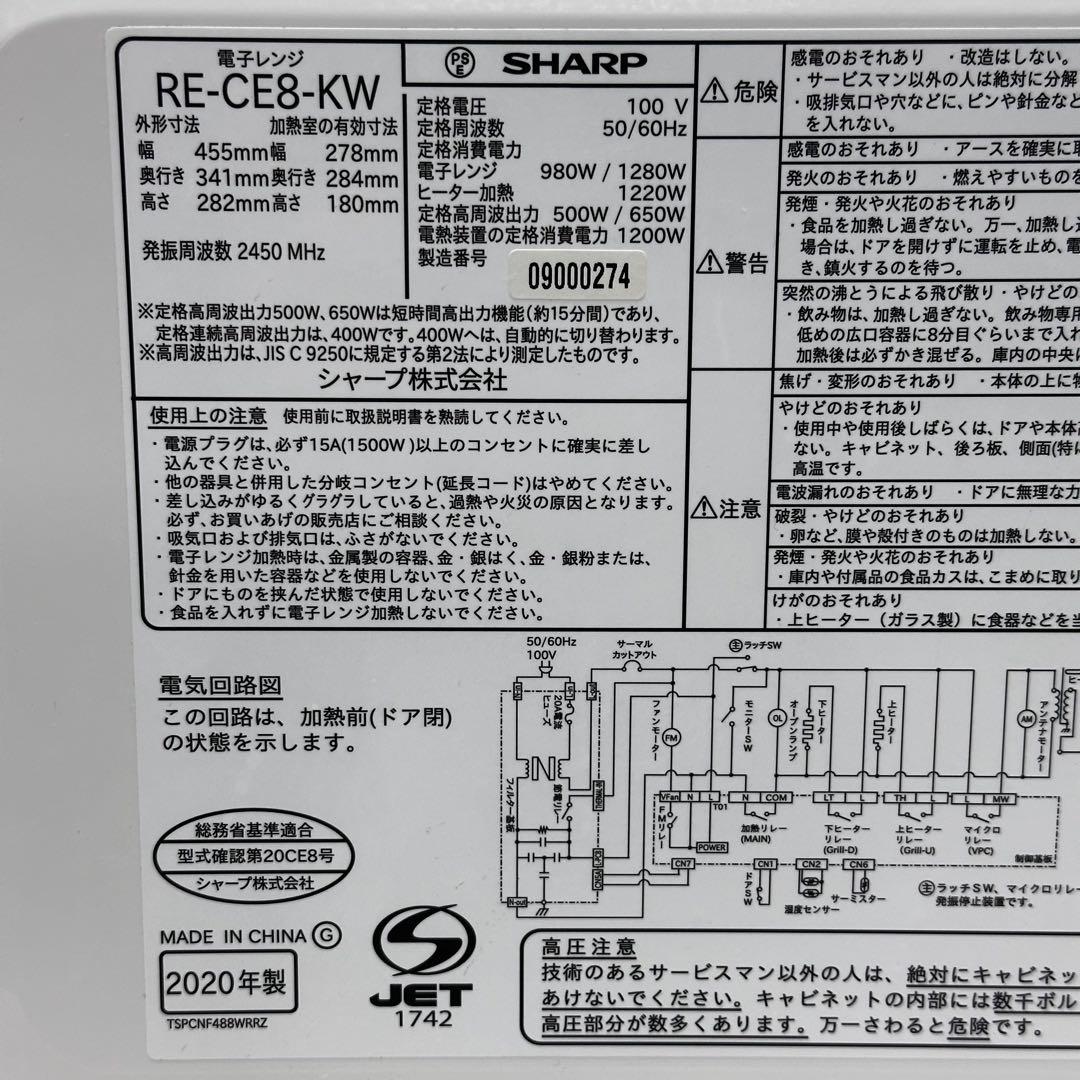 電子レンジ
RE-CE8-KW
外形寸法 加熱室の有効寸法
幅 455mm 幅 278mm
奥行き 341mm 奥行き 284mm
高さ 282mm 高さ 180mm
発振周波数 2450 MHz
PS E SHARP
定格電圧 100 V
定格周波数 50/60Hz
定格消費電力
電子レンジ 980W / 1280W
ヒーター加熱 1220W
定格高周波出力 500W / 650W
電熱装置の定格消費電力 1200W
製造番号 09000274
※定格高周波出力500W、650Wは短時間高出力機能(約15分間)であり、
定格連続高周波出力は、400Wです。400Wへは、自動的に切り替わります。
※高周波出力は、JIS C 9250に規定する第2法により測定したものです。
シャープ株式会社
使用上の注意 使用前に取扱説明書を熟読してください。
・電源プラグは、必ず15A(1500W)以上のコンセントに確実に差し
込んでください。
・他の器具と併用した分岐コンセント(延長コード)はやめてください。
・差し込みがゆるくグラグラしていると、過熱や火災の原因となります。
必ず、お買いあげの販売店にご相談ください。
・吸気口および排気口は、ふさがないでください。
・電子レンジ加熱時は、金属製の容器、金・銀はく、金・銀粉または、
針金を用いた容器などを使用しないでください。
・ドアにものを挟んだ状態で使用しないでください。
・食品を入れずに電子レンジ加熱しないでください。
危険
感電のおそれあり ・改造はしない。
・サービスマン以外の人は絶対に分解
・吸排気口や穴などに、ピンや針金など
を入れない。
警告
感電のおそれあり ・アースを確実に取
発火のおそれあり ・燃えやすいものを
発煙・発火や火花のおそれあり
・食品を加熱し過ぎない。万一、加熱し
場合は、ドアを開けずに運転を止め、電
き、鎮火するのを待つ。
突然の沸とうによる飛び散り・やけどの
・飲み物は、加熱し過ぎない。飲み物専用
低めの広口容器に8分目ぐらいまで入れ
加熱後は必ずかき混ぜる。庫内の中央に
注意
焦げ・変形のおそれあり ・本体の上に物
やけどのおそれあり
・使用中や使用後しばらくは、ドアや本体
ない。キャビネット、後ろ板、側面(特に
高温です。
電波漏れのおそれあり ・ドアに無理な力
破裂・やけどのおそれあり
・卵など、膜や殻付きのものは加熱しない。
発煙・発火や火花のおそれあり
・庫内や付属品の食品カスは、こまめに取り
けがのおそれあり
・上ヒーター(ガラス製)に食器などを当
電気回路図
この回路は、加熱前(ドア閉)
の状態を示します。
50/60Hz
100V
サーマル
カットアウト
主ラッチSW
20A電流
ヒューズ
ファンモーター
FM
モニターSW
OL
オーブンランプ
下ヒーター
上ヒーター
AM
アンテナモーター
フィルター基板
給電リレー
N-out
VFan N L
T01
N COM
LT L
TH L
L MW
FMリレー
POWER
CN7
加熱リレー
(MAIN)
下ヒーター
リレー
(Grill-D)
上ヒーター
リレー
(Grill-U)
マイクロ
リレー
(VPC)
制御基板
CN1
CN2
CN6
ドアSW
温度センサー
サーミスター
主ラッチSW、マイクロリレー
発振停止装置です。
総務省基準適合
型式確認第20CE8号
シャープ株式会社
MADE IN CHINA G
2020年製
TSPCNF488WRRZ
S
JET
1742
高圧注意
技術のあるサービスマン以外の人は、絶対にキャビネッ
あけないでください。キャビネットの内部には数千ボル
高圧部分が数多くあります。万一さわると危険です。